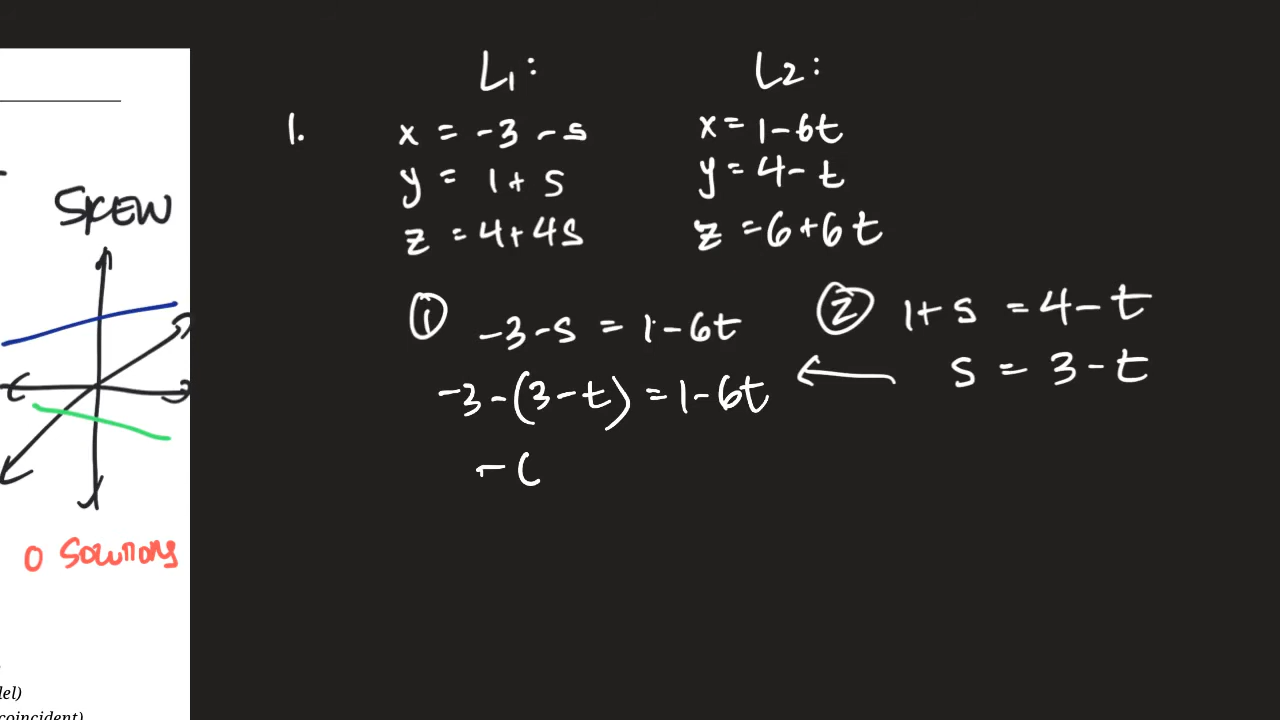 SKEW
0 SOLUTIONS
del)
coincident)
L1: L2:
1. x = -3 - s x = 1 - 6t
y = 1 + s y = 4 - t
z = 4 + 4s z = 6 + 6t
① -3 - s = 1 - 6t ② 1 + s = 4 - t
-3 - (3 - t) = 1 - 6t ← s = 3 - t
- (